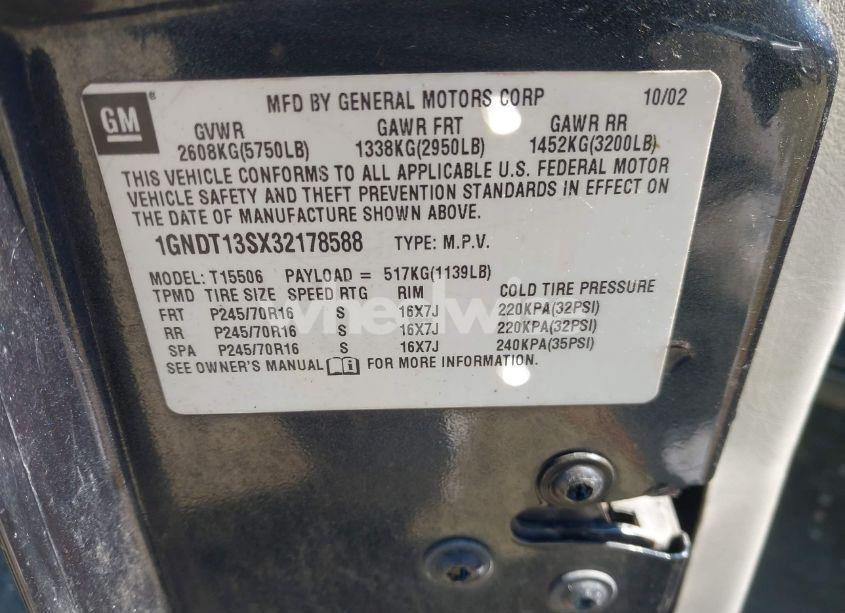 GM ®
MFD BY GENERAL MOTORS CORP 10/02
GVWR GAWR FRT GAWR RR
2608KG(5750LB) 1338KG(2950LB) 1452KG(3200LB)
THIS VEHICLE CONFORMS TO ALL APPLICABLE U.S. FEDERAL MOTOR
VEHICLE SAFETY AND THEFT PREVENTION STANDARDS IN EFFECT ON
THE DATE OF MANUFACTURE SHOWN ABOVE.
1GNDT13SX32178588 TYPE: M.P.V.
MODEL: T15506 PAYLOAD = 517KG(1139LB)
TPMD TIRE SIZE SPEED RTG RIM COLD TIRE PRESSURE
FRT P245/70R16 S 16X7J 220KPA(32PSI)
RR P245/70R16 S 16X7J 220KPA(32PSI)
SPA P245/70R16 S 16X7J 240KPA(35PSI)
SEE OWNER'S MANUAL FOR MORE INFORMATION.